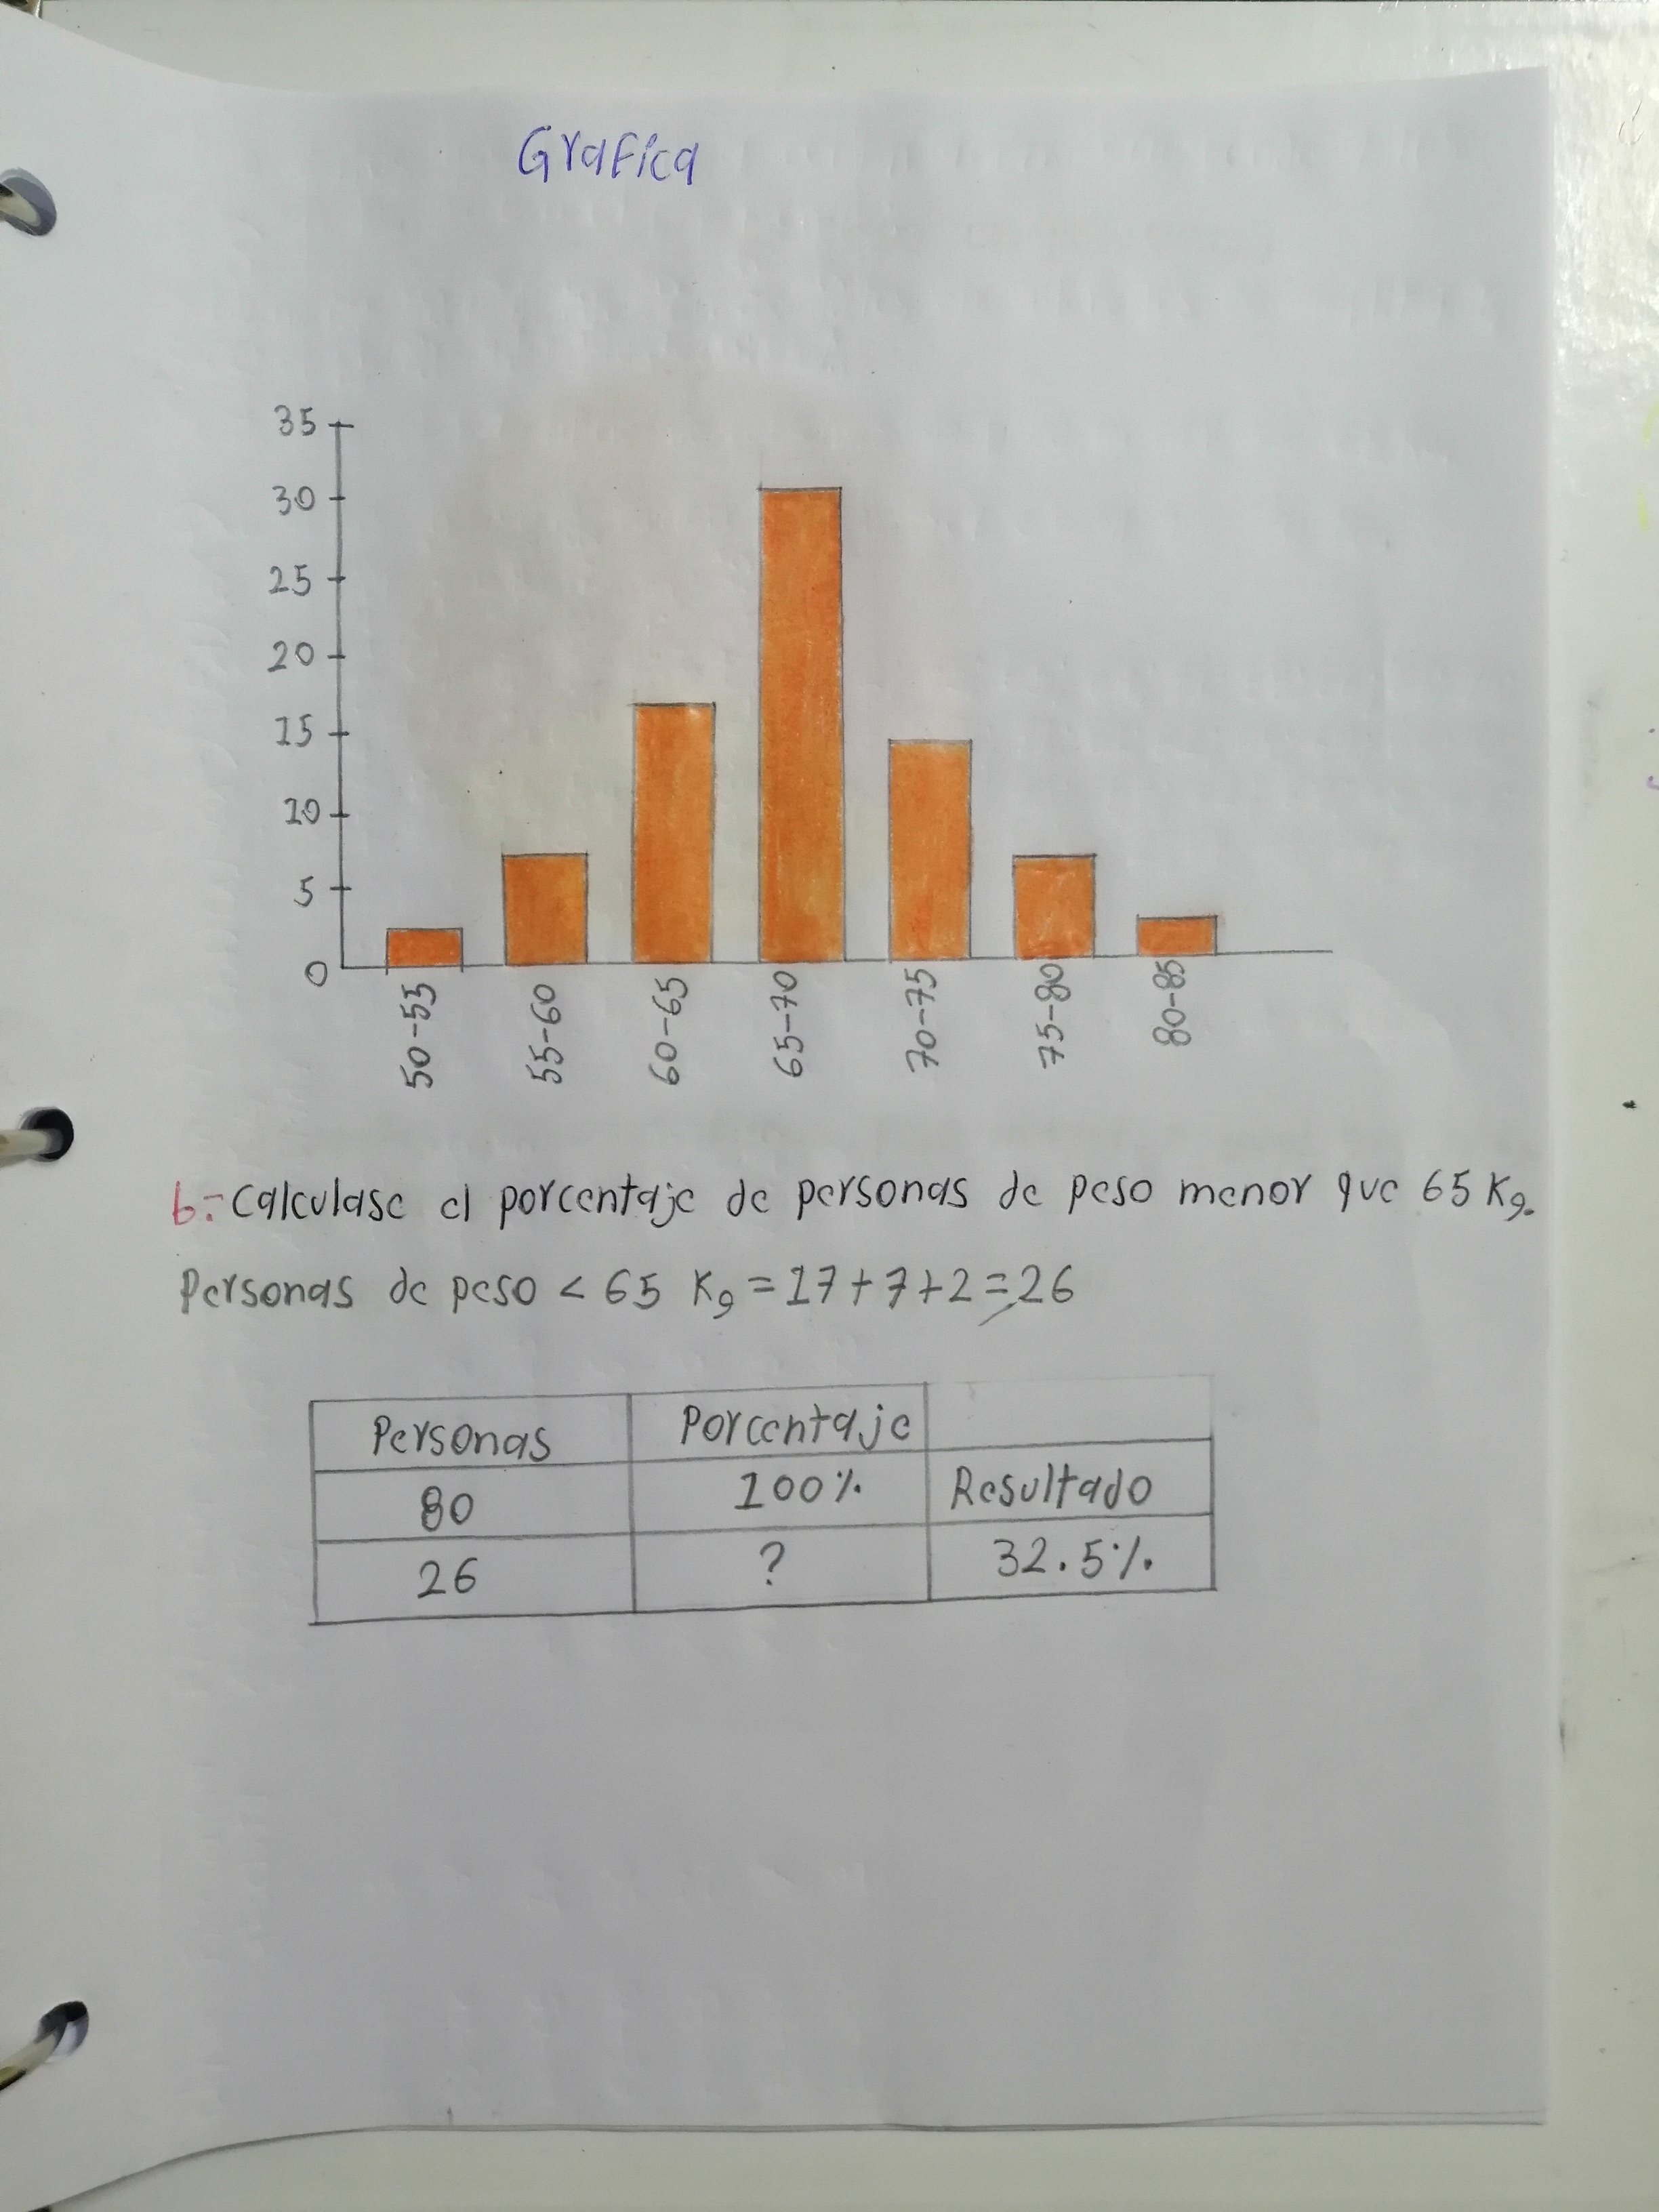 Grafica
35
30
25
20
15
10
5
0
50-55
55-60
60-65
65-70
70-75
75-80
80-85
b:-Calculase el porcentaje de personas de peso menor que 65 Kg.
Personas de peso < 65 Kg = 17+7+2=26
Personas Porcentaje
80 100% Resultado
26 ? 32.5%